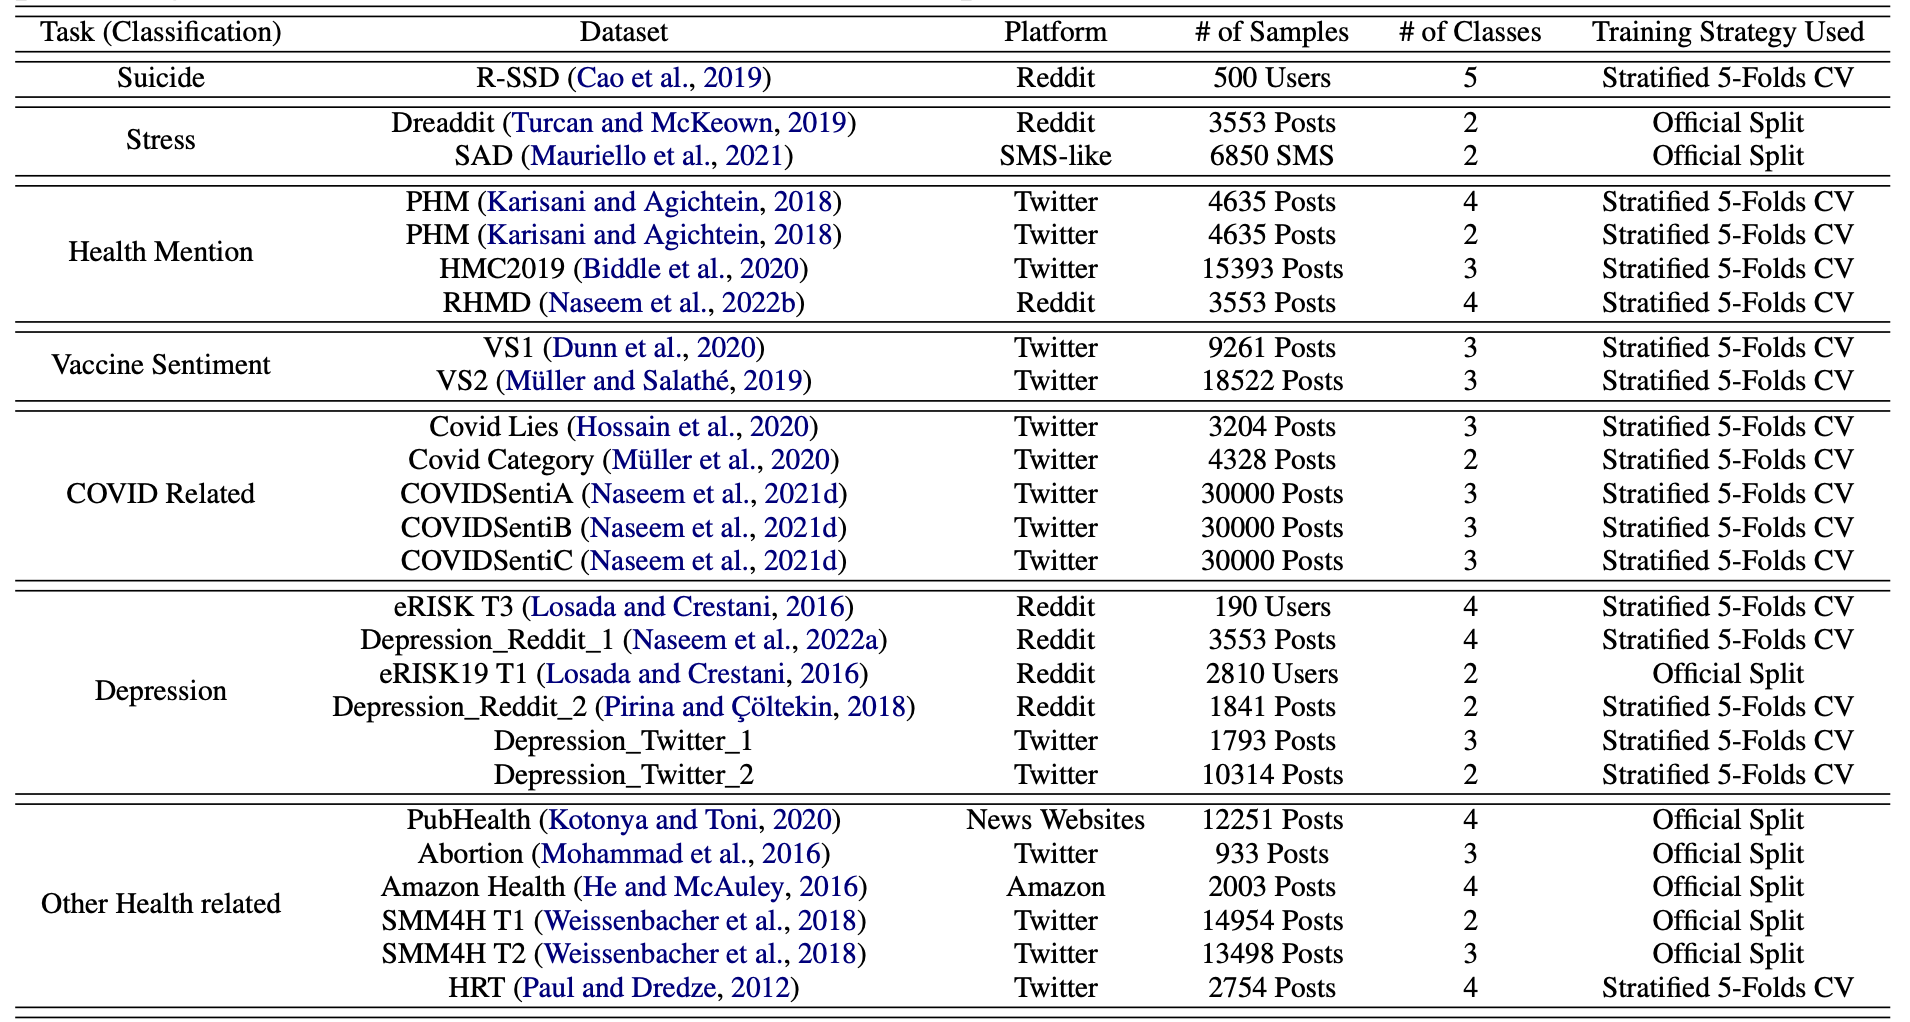 Task (Classification) Dataset Platform # of Samples # of Classes Training Strategy Used
Suicide R-SSD (Cao et al., 2019) Reddit 500 Users 5 Stratified 5-Folds CV
Stress
Dreaddit (Turcan and McKeown, 2019) Reddit 3553 Posts 2 Official Split
SAD (Mauriello et al., 2021) SMS-like 6850 SMS 2 Official Split
Health Mention
PHM (Karisani and Agichtein, 2018) Twitter 4635 Posts 4 Stratified 5-Folds CV
PHM (Karisani and Agichtein, 2018) Twitter 4635 Posts 2 Stratified 5-Folds CV
HMC2019 (Biddle et al., 2020) Twitter 15393 Posts 3 Stratified 5-Folds CV
RHMD (Naseem et al., 2022b) Reddit 3553 Posts 4 Stratified 5-Folds CV
Vaccine Sentiment
VS1 (Dunn et al., 2020) Twitter 9261 Posts 3 Stratified 5-Folds CV
VS2 (Müller and Salathé, 2019) Twitter 18522 Posts 3 Stratified 5-Folds CV
COVID Related
Covid Lies (Hossain et al., 2020) Twitter 3204 Posts 3 Stratified 5-Folds CV
Covid Category (Müller et al., 2020) Twitter 4328 Posts 2 Stratified 5-Folds CV
COVIDSentiA (Naseem et al., 2021d) Twitter 30000 Posts 3 Stratified 5-Folds CV
COVIDSentiB (Naseem et al., 2021d) Twitter 30000 Posts 3 Stratified 5-Folds CV
COVIDSentiC (Naseem et al., 2021d) Twitter 30000 Posts 3 Stratified 5-Folds CV
Depression
eRISK T3 (Losada and Crestani, 2016) Reddit 190 Users 4 Stratified 5-Folds CV
Depression_Reddit_1 (Naseem et al., 2022a) Reddit 3553 Posts 4 Stratified 5-Folds CV
eRISK19 T1 (Losada and Crestani, 2016) Reddit 2810 Users 2 Official Split
Depression_Reddit_2 (Pirina and Çöltekin, 2018) Reddit 1841 Posts 2 Stratified 5-Folds CV
Depression_Twitter_1 Twitter 1793 Posts 3 Stratified 5-Folds CV
Depression_Twitter_2 Twitter 10314 Posts 2 Stratified 5-Folds CV
Other Health related
PubHealth (Kotonya and Toni, 2020) News Websites 12251 Posts 4 Official Split
Abortion (Mohammad et al., 2016) Twitter 933 Posts 3 Official Split
Amazon Health (He and McAuley, 2016) Amazon 2003 Posts 4 Official Split
SMM4H T1 (Weissenbacher et al., 2018) Twitter 14954 Posts 2 Official Split
SMM4H T2 (Weissenbacher et al., 2018) Twitter 13498 Posts 3 Official Split
HRT (Paul and Dredze, 2012) Twitter 2754 Posts 4 Stratified 5-Folds CV